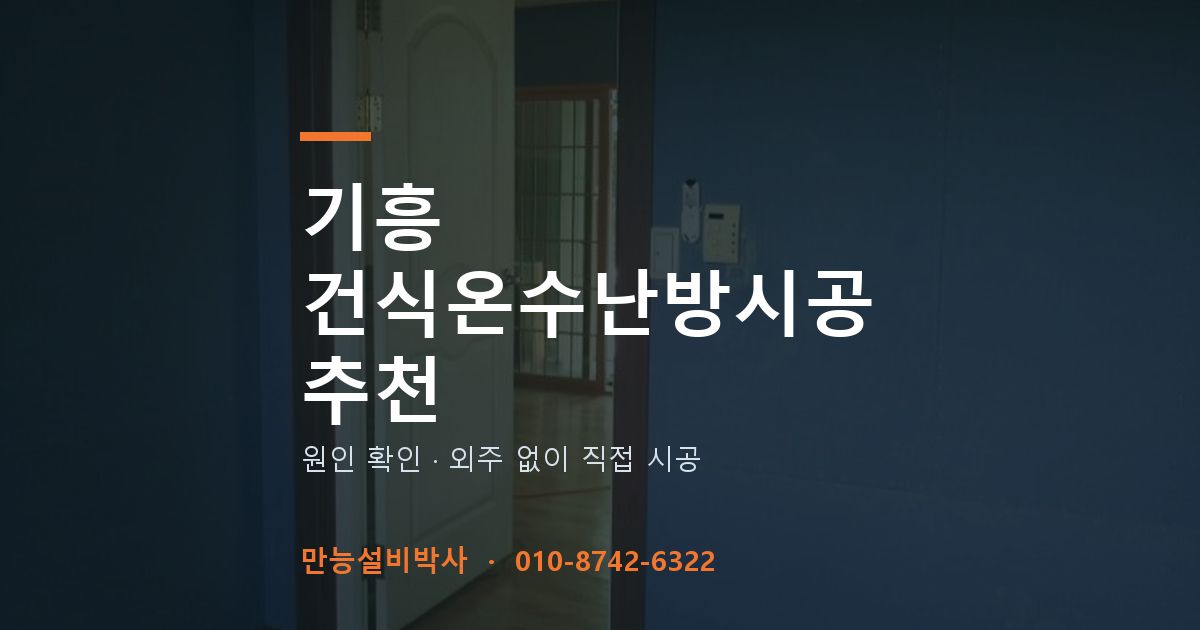 기흥
건식온수난방시공
추천
원인 확인 · 외주 없이 직접 시공
만능설비박사 · 010-8742-6322